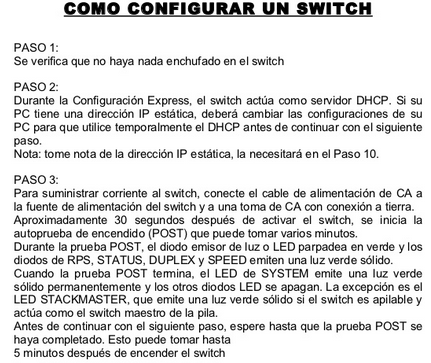 COMO CONFIGURAR UN SWITCH
PASO 1:
Se verifica que no haya nada enchufado en el switch
PASO 2:
Durante la Configuración Express, el switch actúa como servidor DHCP. Si su
PC tiene una dirección IP estática, deberá cambiar las configuraciones de su
PC para que utilice temporalmente el DHCP antes de continuar con el siguiente
paso.
Nota: tome nota de la dirección IP estática, la necesitará en el Paso 10.
PASO 3:
Para suministrar corriente al switch, conecte el cable de alimentación de CA a
la fuente de alimentación del switch y a una toma de CA con conexión a tierra.
Aproximadamente 30 segundos después de activar el switch, se inicia la
autoprueba de encendido (POST) que puede tomar varios minutos.
Durante la prueba POST, el diodo emisor de luz o LED parpadea en verde y los
diodos de RPS, STATUS, DUPLEX y SPEED emiten una luz verde sólido.
Cuando la prueba POST termina, el LED de SYSTEM emite una luz verde
sólido permanentemente y los otros diodos LED se apagan. La excepción es el
LED STACKMASTER, que emite una luz verde sólido si el switch es apilable y
actúa como el switch maestro de la pila.
Antes de continuar con el siguiente paso, espere hasta que la prueba POST se
haya completado. Esto puede tomar hasta
5 minutos después de encender el switch